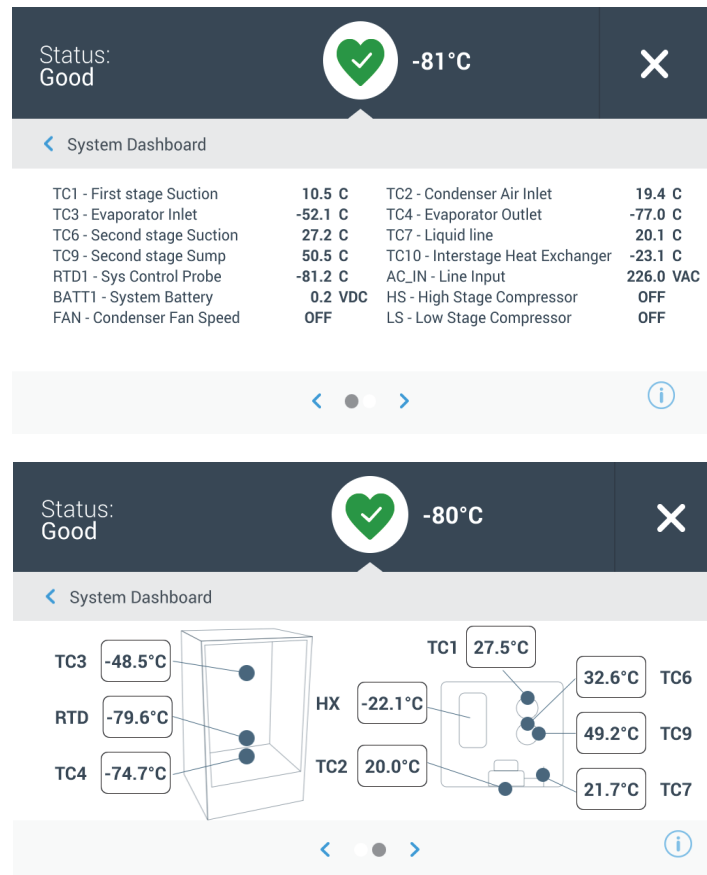 Status:
Good
-81°C
System Dashboard
TC1 - First stage Suction 10.5 C TC2 - Condenser Air Inlet 19.4 C
TC3 - Evaporator Inlet -52.1 C TC4 - Evaporator Outlet -77.0 C
TC6 - Second stage Suction 27.2 C TC7 - Liquid line 20.1 C
TC9 - Second stage Sump 50.5 C TC10 - Interstage Heat Exchanger -23.1 C
RTD1 - Sys Control Probe -81.2 C AC_IN - Line Input 226.0 VAC
BATT1 - System Battery 0.2 VDC HS - High Stage Compressor OFF
FAN - Condenser Fan Speed OFF LS - Low Stage Compressor OFF
i
Status:
Good
-80°C
System Dashboard
TC3 -48.5°C
RTD -79.6°C
TC4 -74.7°C
TC1 27.5°C
HX -22.1°C
TC2 20.0°C
32.6°C TC6
49.2°C TC9
21.7°C TC7
i